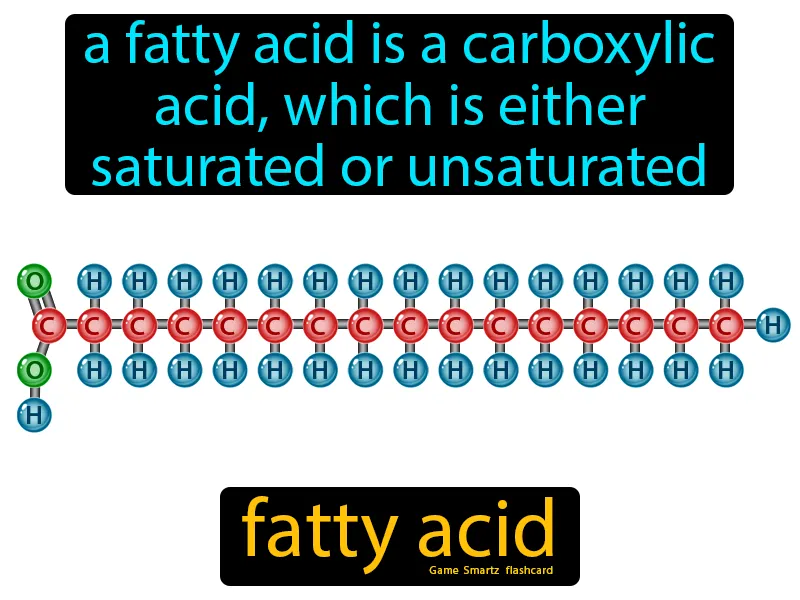 a fatty acid is a carboxylic
acid, which is either
saturated or unsaturated
O H H H H H H H H H H H H H H H
C C C C C C C C C C C C C C C C H
O H H H H H H H H H H H H H H H
H
fatty acid
Game Smartz flashcard